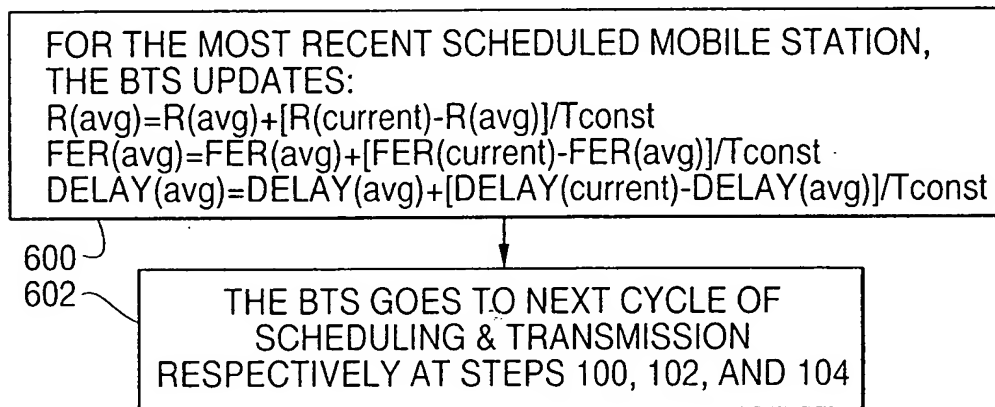 FOR THE MOST RECENT SCHEDULED MOBILE STATION,
THE BTS UPDATES:
R(avg)=R(avg)+[R(current)-R(avg)]/Tconst
FER(avg)=FER(avg)+[FER(current)-FER(avg)]/Tconst
DELAY(avg)=DELAY(avg)+[DELAY(current)-DELAY(avg)]/Tconst
600
602
THE BTS GOES TO NEXT CYCLE OF
SCHEDULING & TRANSMISSION
RESPECTIVELY AT STEPS 100, 102, AND 104